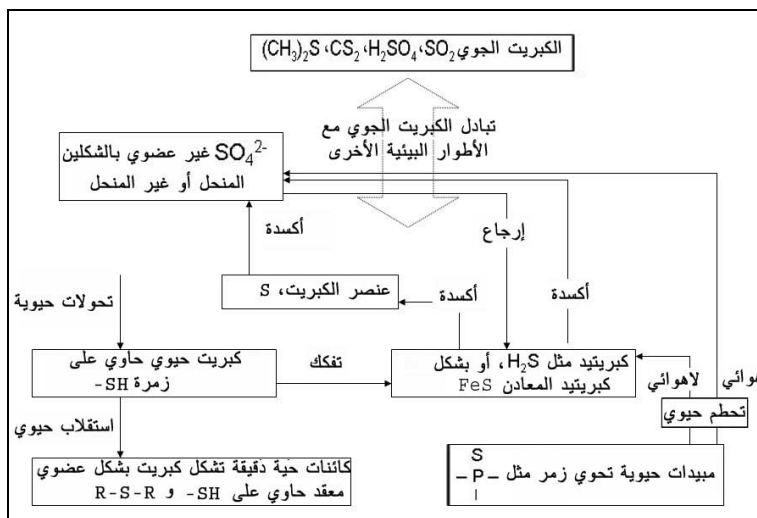 الكبريت الجوي SO₂، H₂SO₄، CS₂، (CH₃)₂S
تبادل الكبريت الجوي مع
الأطوار البيئية الأخرى
SO₄²⁻ غير عضوي بالشكلين
المنحل أو غير المنحل
أكسدة
إرجاع
عنصر الكبريت، S
أكسدة
أكسدة
تحولات حيوية
كبريت حيوي حاوي على
زمرة SH-
تفكك
كبريتيد مثل H₂S، أو بشكل
كبريتيد المعادن FeS
لاهوائي
هوائي
تحطم حيوي
استقلاب حيوي
كائنات حية دقيقة تشكل كبريت بشكل عضوي
معقد حاوي على SH- و R-S-R
مبيدات حيوية تحوي زمر مثل
S
–P–